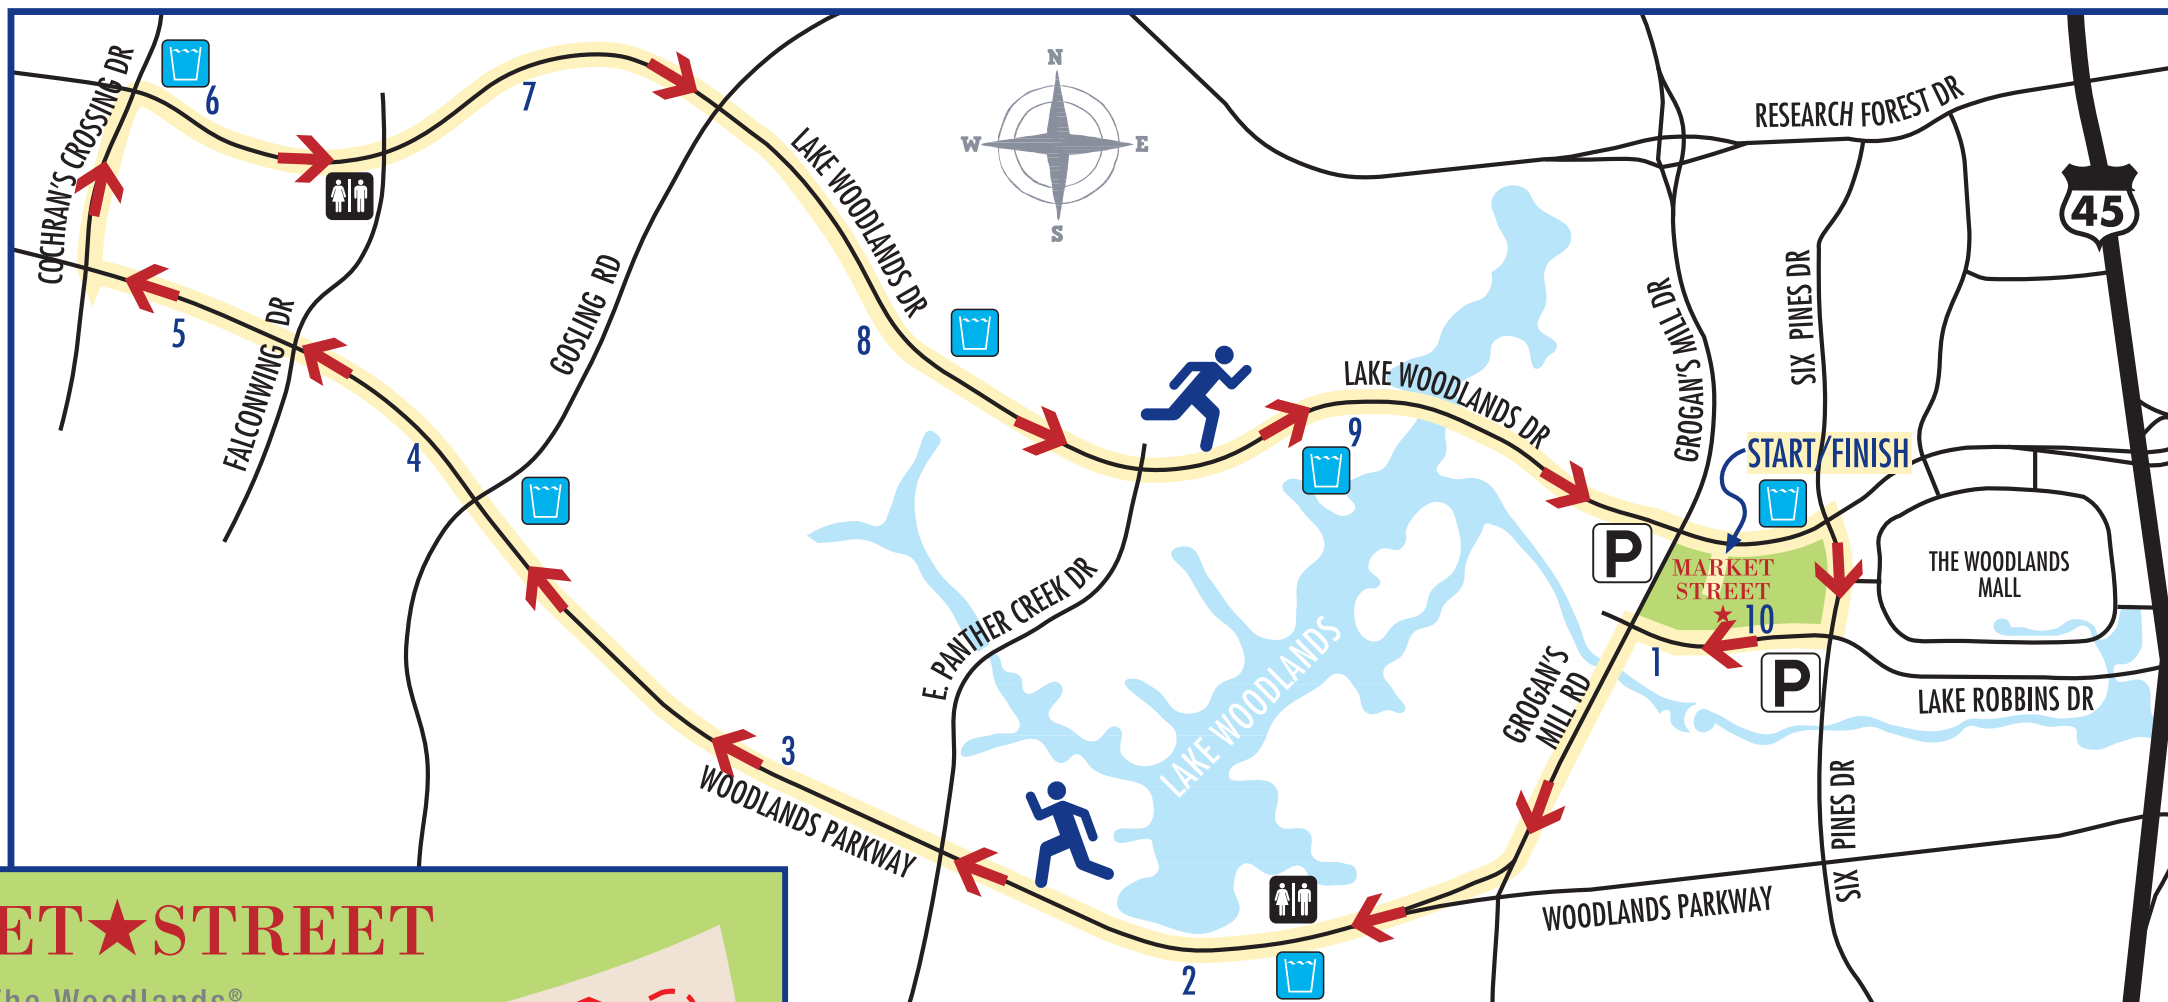 COCHRAN'S CROSSING DR
6
7
N
W
E
S
RESEARCH FOREST DR
45
LAKE WOODLANDS DR
GOSLING RD
5
FALCONWING DR
8
4
LAKE WOODLANDS DR
9
GROGAN'S MILL DR
SIX PINES DR
START/FINISH
P
MARKET
STREET
10
THE WOODLANDS
MALL
1
P
LAKE ROBBINS DR
E. PANTHER CREEK DR
LAKE WOODLANDS
GROGAN'S
MILL RD
3
WOODLANDS PARKWAY
SIX PINES DR
WOODLANDS PARKWAY
2
ET★STREET
The Woodlands®